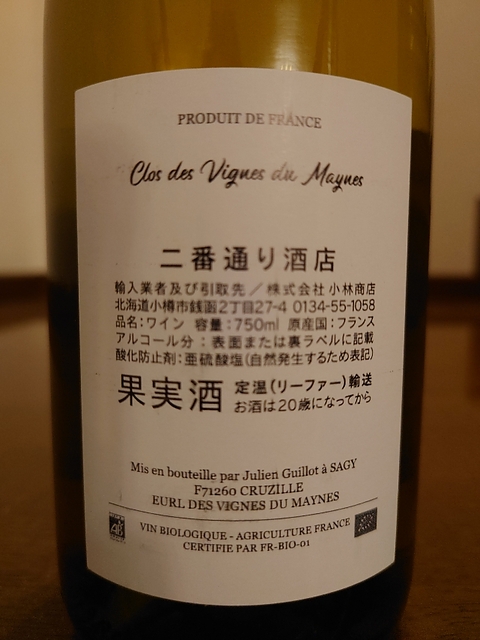 PRODUIT DE FRANCE
Clos des Vignes du Maynes
二番通り酒店
輸入業者及び引取先／株式会社 小林商店
北海道小樽市銭函2丁目27-4 0134-55-1058
品名：ワイン 容量：750ml 原産国：フランス
アルコール分：表面または裏ラベルに記載
酸化防止剤：亜硫酸塩(自然発生するため表記)
果実酒 定温(リーファー)輸送
お酒は20歳になってから
Mis en bouteille par Julien Guillot à SAGY
F71260 CRUZILLE
EURL DES VIGNES DU MAYNES
AB
VIN BIOLOGIQUE - AGRICULTURE FRANCE
CERTIFIE PAR FR-BIO-01